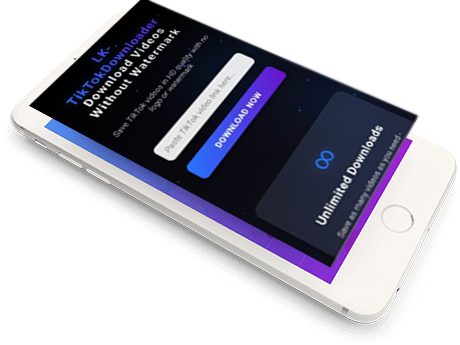 LK-
TikTokDownloader
Download Videos
Without Watermark
Save TikTok videos in HD quality with no
logo or watermark
Paste TikTok video link here...
DOWNLOAD NOW
Unlimited Downloads
Save as many videos as you need -